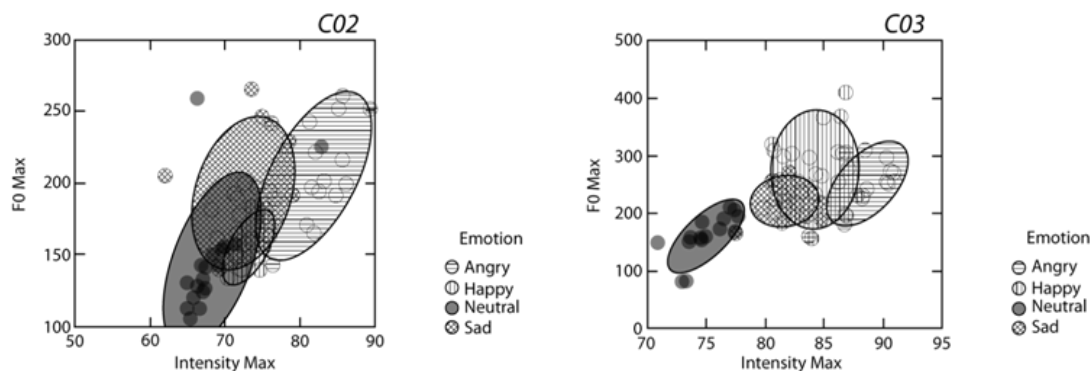 C02
300
250
200
150
100
F0 Max
50
60
70
80
90
Intensity Max
Emotion
Angry
Happy
Neutral
Sad
C03
500
400
300
200
100
0
F0 Max
70
75
80
85
90
95
Intensity Max
Emotion
Angry
Happy
Neutral
Sad